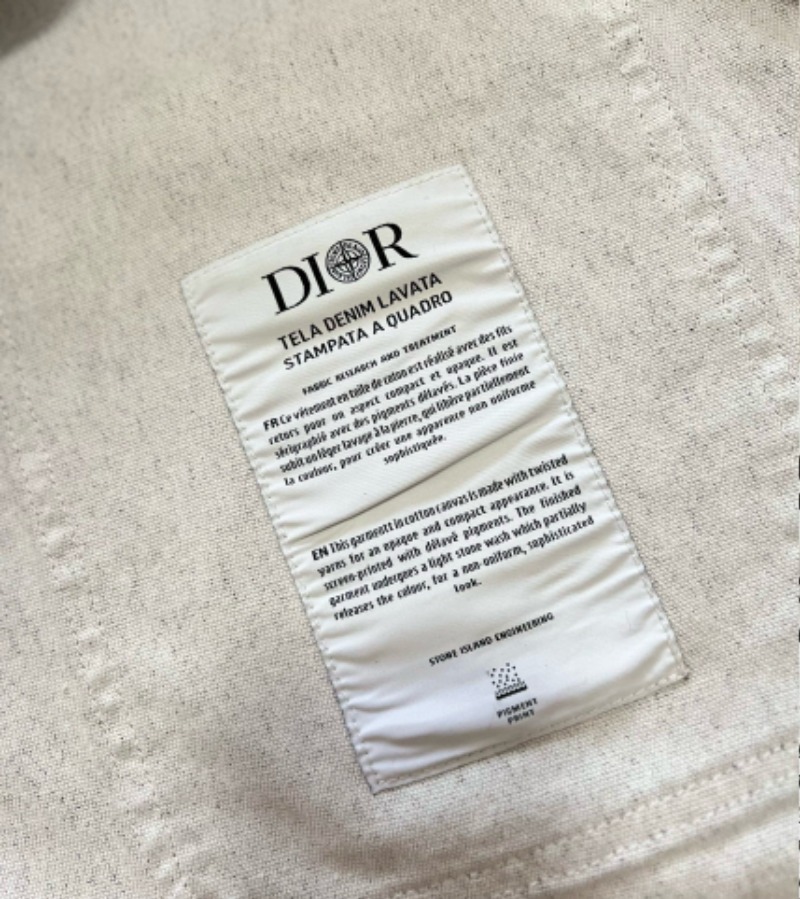 DIOR
TELA DENIM LAVATA
STAMPATA A QUADRO
FABRIC RESEARCH AND TREATMENT
FR Ce vêtement en toile de coton est réalisé avec des fils
retors pour un aspect compact et opaque. Il est
sérigraphié avec des pigments délavés. La pièce finie
subit un léger lavage à la pierre, qui libère partiellement
la couleur, pour créer une apparence non uniforme
sophistiquée.
EN This garment in cotton canvas is made with twisted
yarns for an opaque and compact appearance. It is
screen-printed with délavé pigments. The finished
garment undergoes a light stone wash which partially
releases the colour, for a non-uniform, sophisticated
look.
STONE ISLAND ENGINEERING
PIGMENT
PRINT